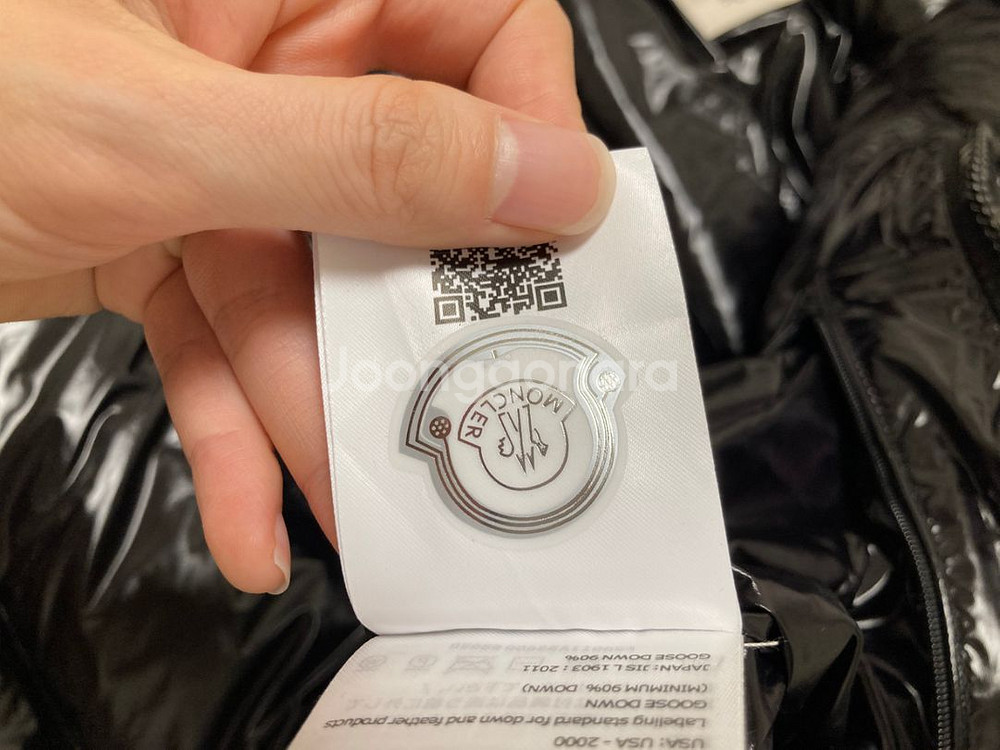 Joonggonara
MONCLER
USA: USA - 2000
Labeling standard for down and feather products
GOOSE DOWN
(MINIMUM 90% DOWN)
JAPAN: JIS L 1903 : 2011
GOOSE DOWN 90%